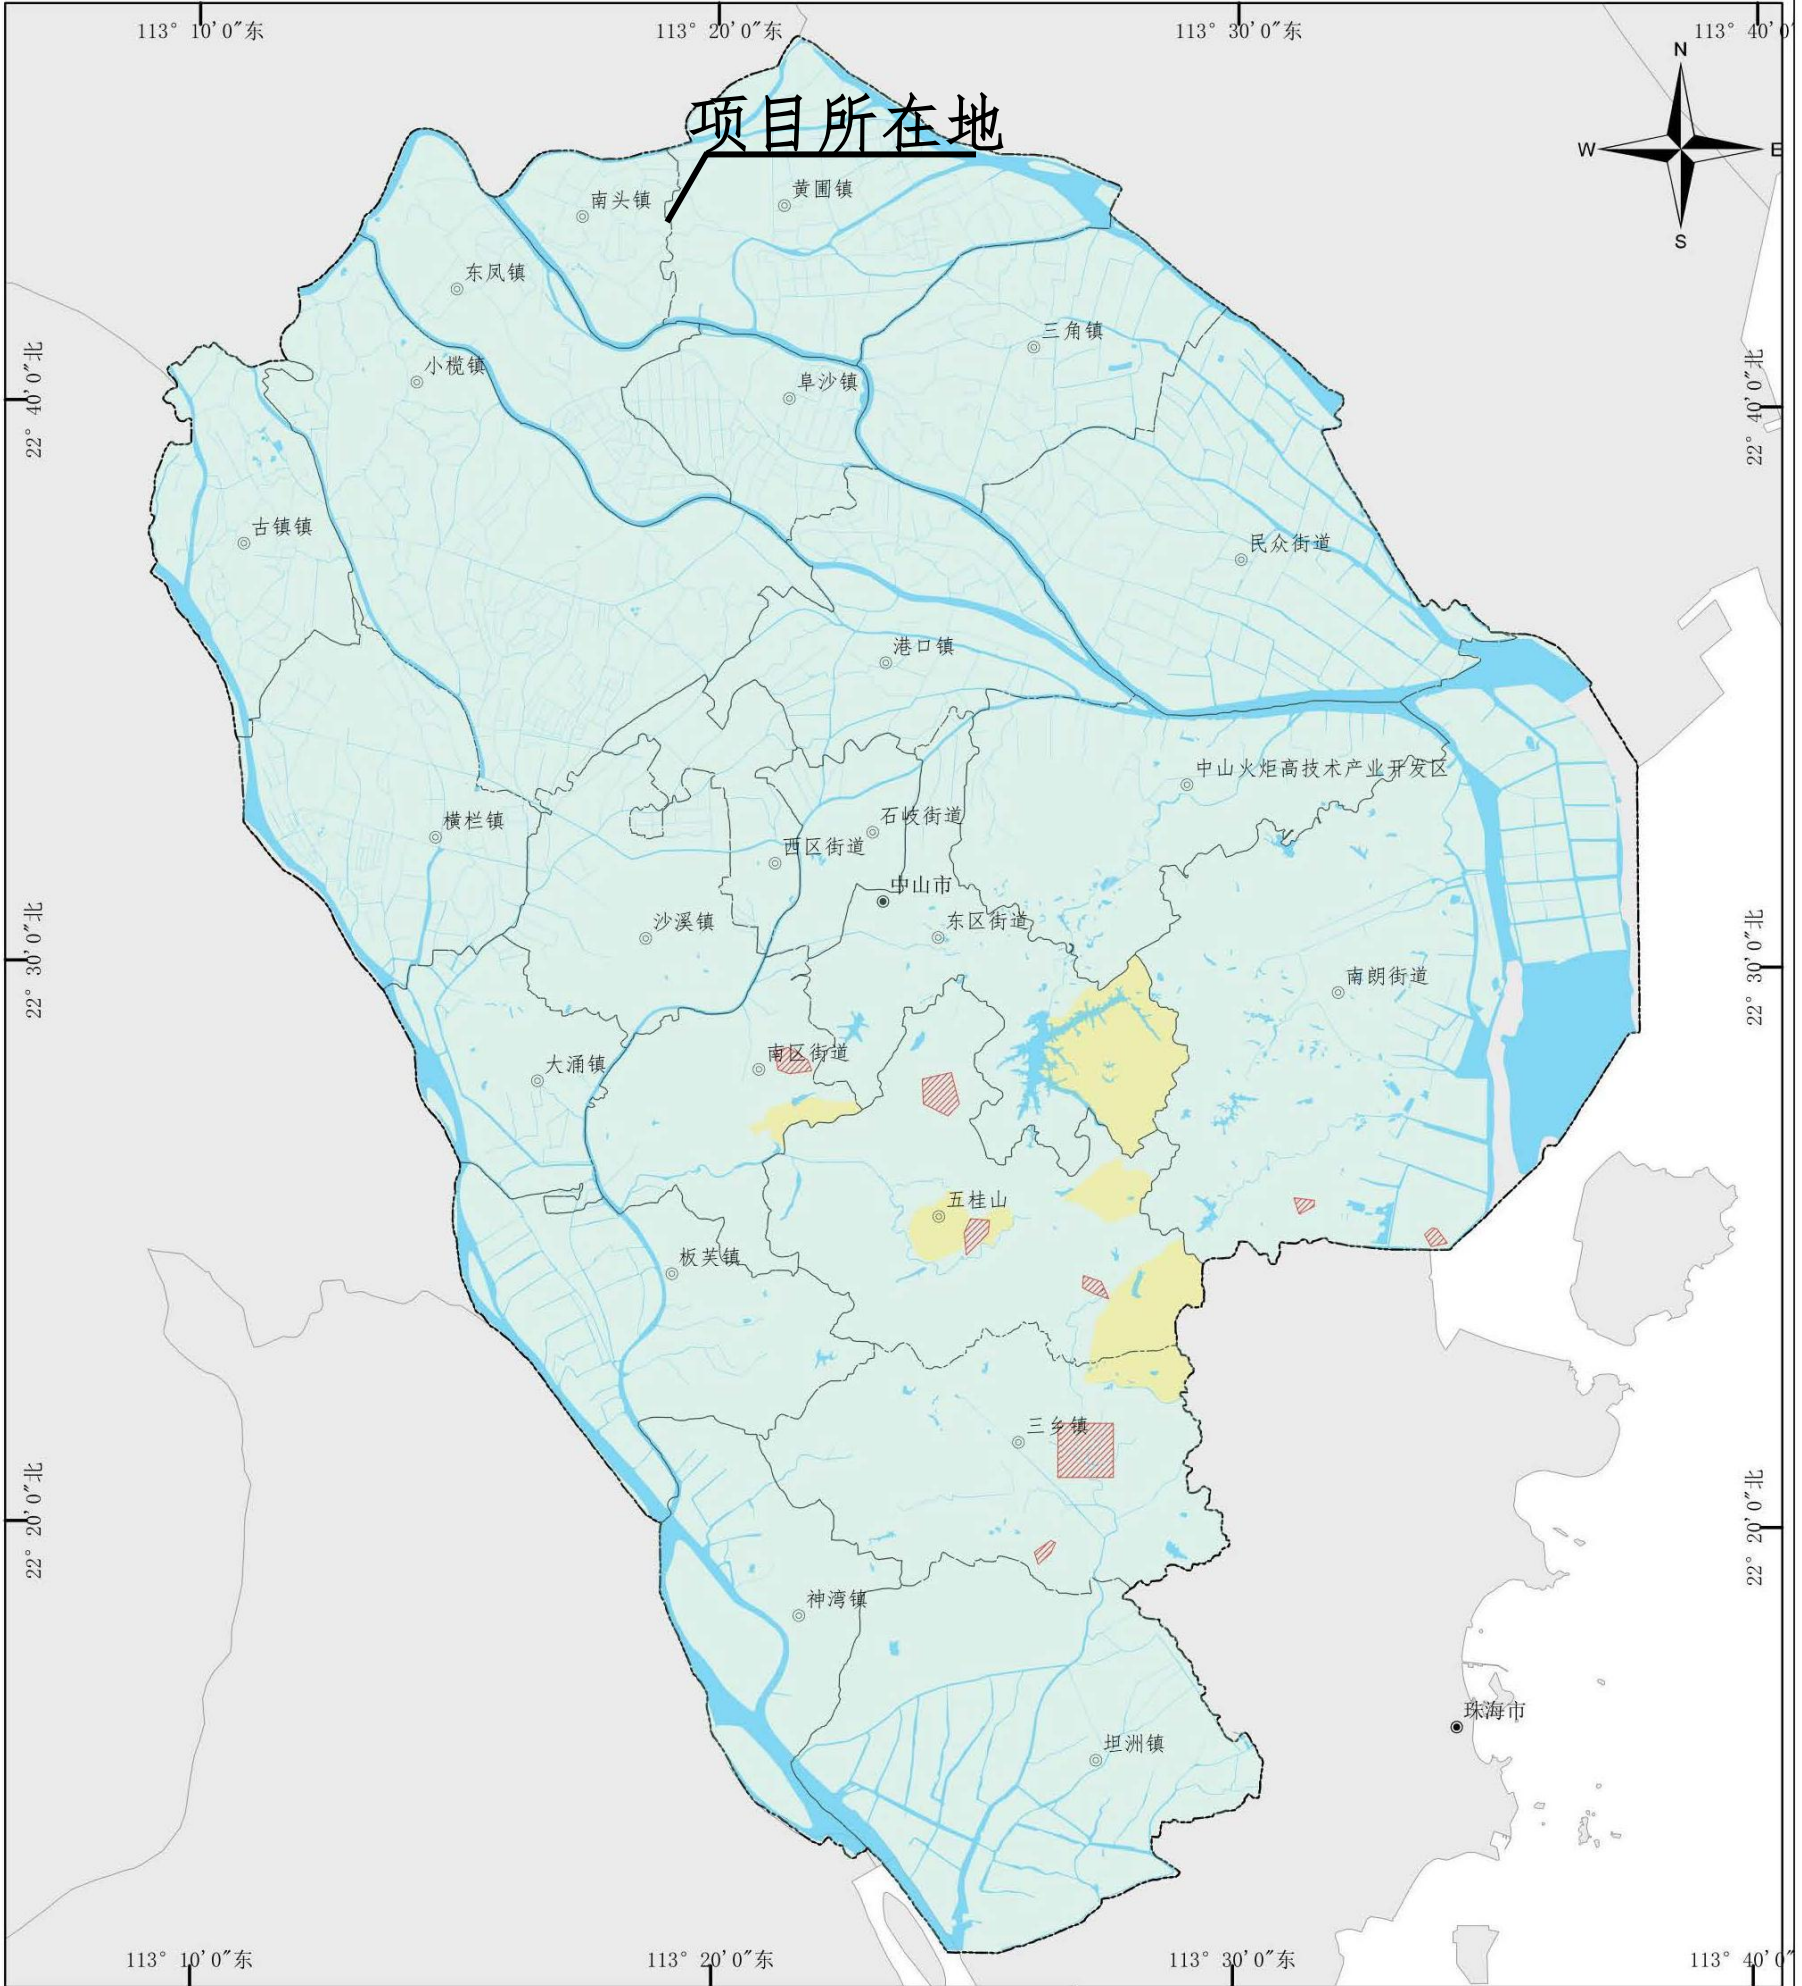 113° 10′0″东
113° 20′0″东
113° 30′0″东
113° 40′0″
N
W
E
S
项目所在地
南头镇
黄圃镇
东凤镇
三角镇
小榄镇
阜沙镇
22° 40′0″北
22° 40′0″北
古镇镇
民众街道
港口镇
中山火炬高技术产业开发区
横栏镇
石岐街道
西区街道
中山市
沙溪镇
东区街道
22° 30′0″北
南朗街道
22° 30′0″北
大涌镇
南区街道
五桂山
板芙镇
三乡镇
22° 20′0″北
22° 20′0″北
神湾镇
珠海市
坦洲镇
113° 10′0″东
113° 20′0″东
113° 30′0″东
113° 40′0″